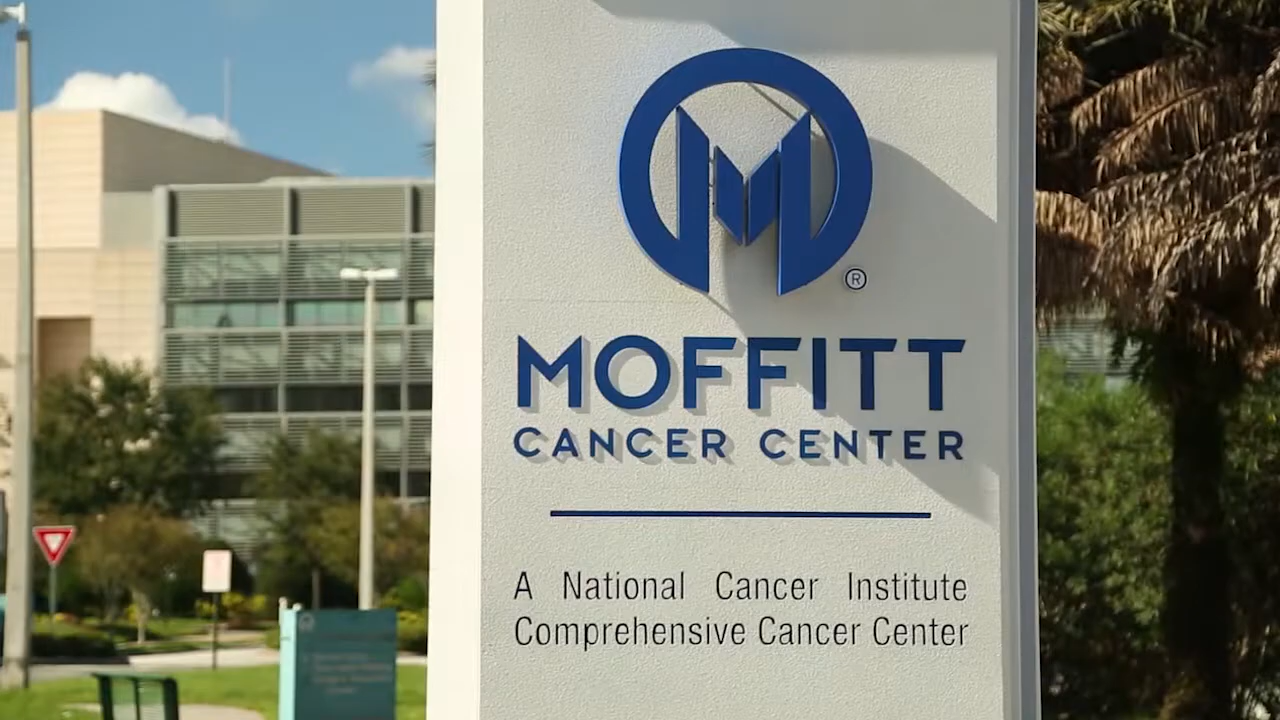 ®
MOFFITT
CANCER CENTER
A National Cancer Institute
Comprehensive Cancer Center